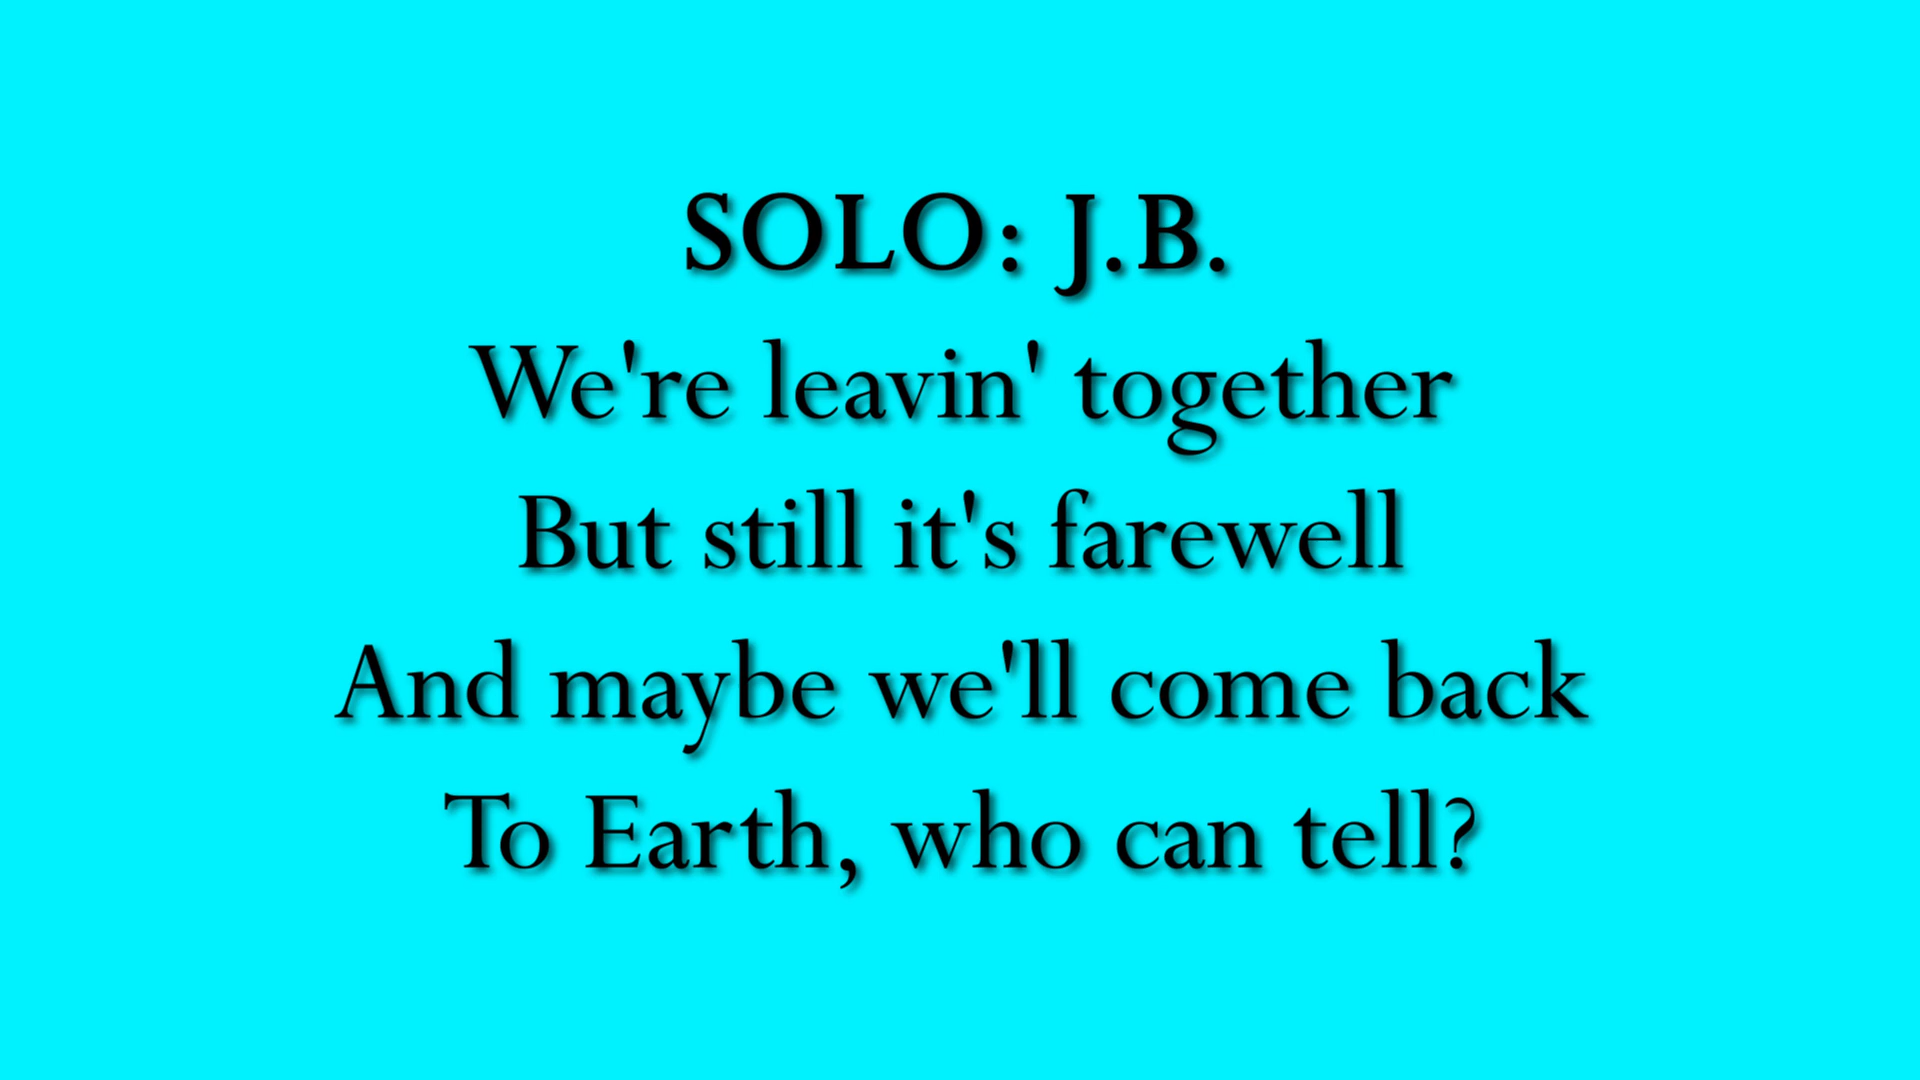 SOLO: J.B.
We're leavin' together
But still it's farewell
And maybe we'll come back
To Earth, who can tell?